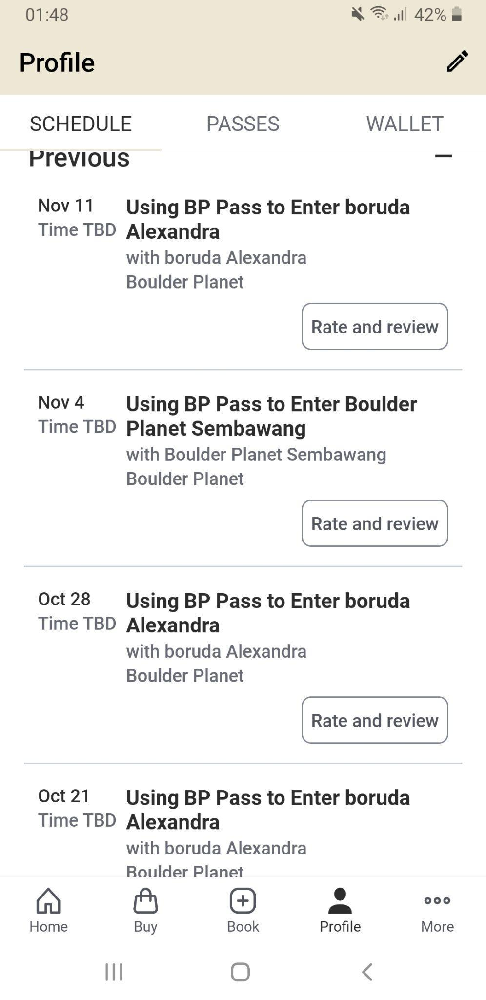 01:48
42%
Profile
SCHEDULE
PASSES
WALLET
Previous
Nov 11
Time TBD
Using BP Pass to Enter boruda
Alexandra
with boruda Alexandra
Boulder Planet
Rate and review
Nov 4
Time TBD
Using BP Pass to Enter Boulder
Planet Sembawang
with Boulder Planet Sembawang
Boulder Planet
Rate and review
Oct 28
Time TBD
Using BP Pass to Enter boruda
Alexandra
with boruda Alexandra
Boulder Planet
Rate and review
Oct 21
Time TBD
Using BP Pass to Enter boruda
Alexandra
with boruda Alexandra
Boulder Planet
Home
Buy
Book
Profile
More